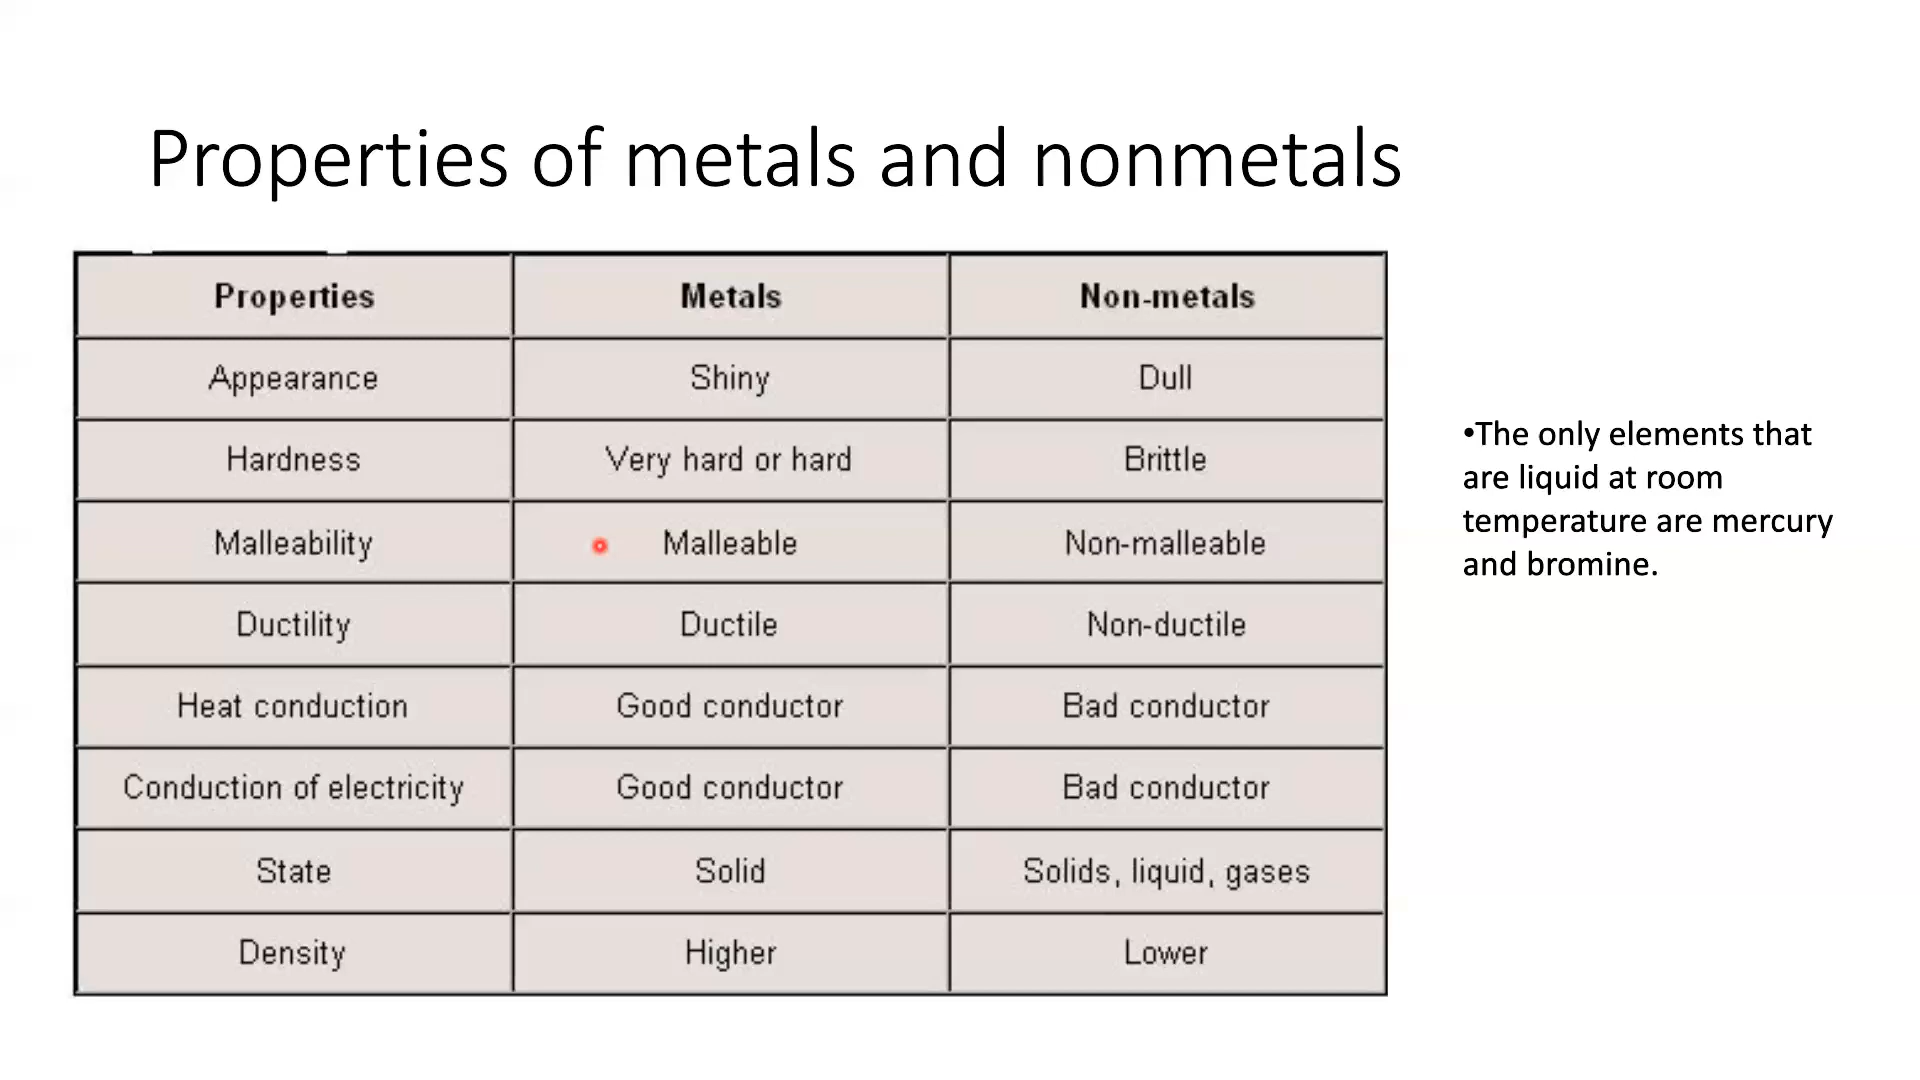 Properties of metals and nonmetals
Properties Metals Non-metals
Appearance Shiny Dull
Hardness Very hard or hard Brittle
Malleability Malleable Non-malleable
Ductility Ductile Non-ductile
Heat conduction Good conductor Bad conductor
Conduction of electricity Good conductor Bad conductor
State Solid Solids, liquid, gases
Density Higher Lower
•The only elements that
are liquid at room
temperature are mercury
and bromine.